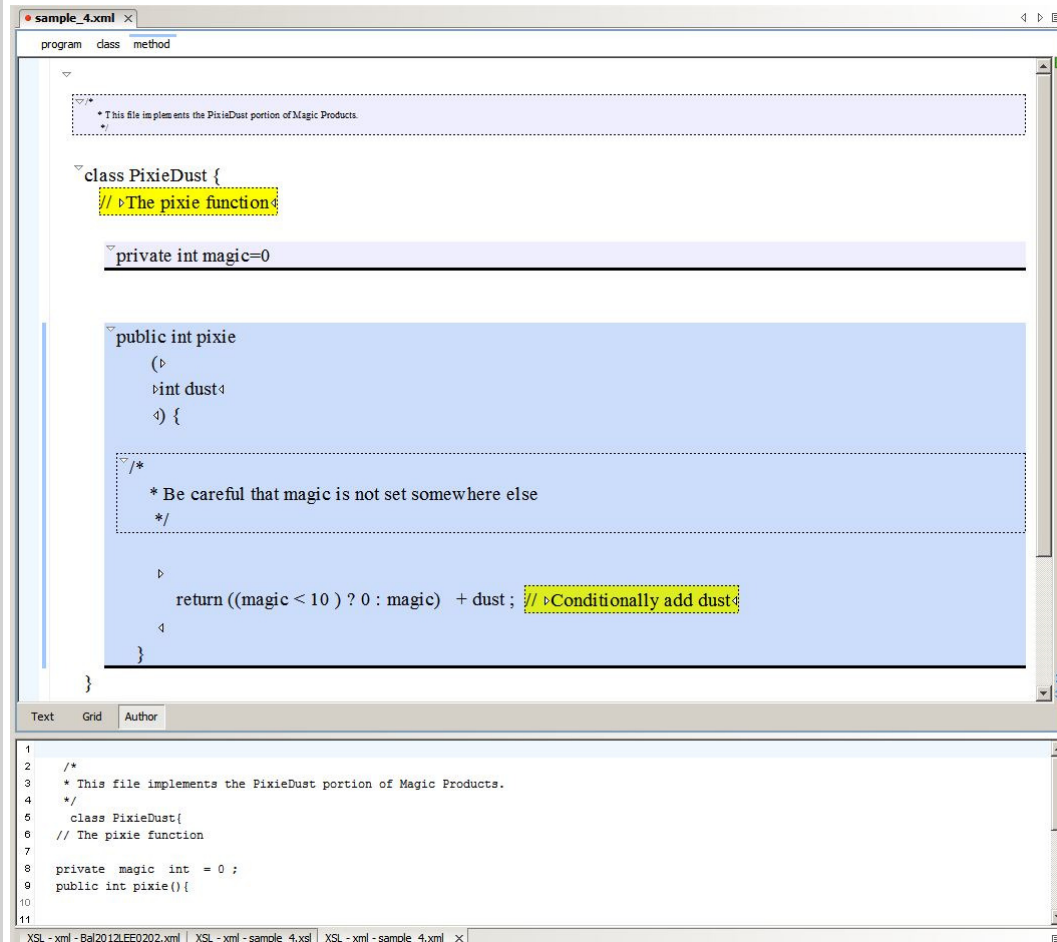 sample_4.xml ×
program class method
/*
* This file implements the PixieDust portion of Magic Products.
*/
class PixieDust {
// The pixie function
private int magic=0
public int pixie
(
int dust
) {
/*
* Be careful that magic is not set somewhere else
*/
return ((magic < 10 ) ? 0 : magic) + dust ; // Conditionally add dust
}
}
Text Grid Author
1
2 /*
3 * This file implements the PixieDust portion of Magic Products.
4 */
5 class PixieDust{
6 // The pixie function
7
8 private magic int = 0 ;
9 public int pixie(){
10
11
XSL - xml - Bal2012LEE0202.xml XSL - xml - sample_4.xsl XSL - xml - sample_4.xml ×